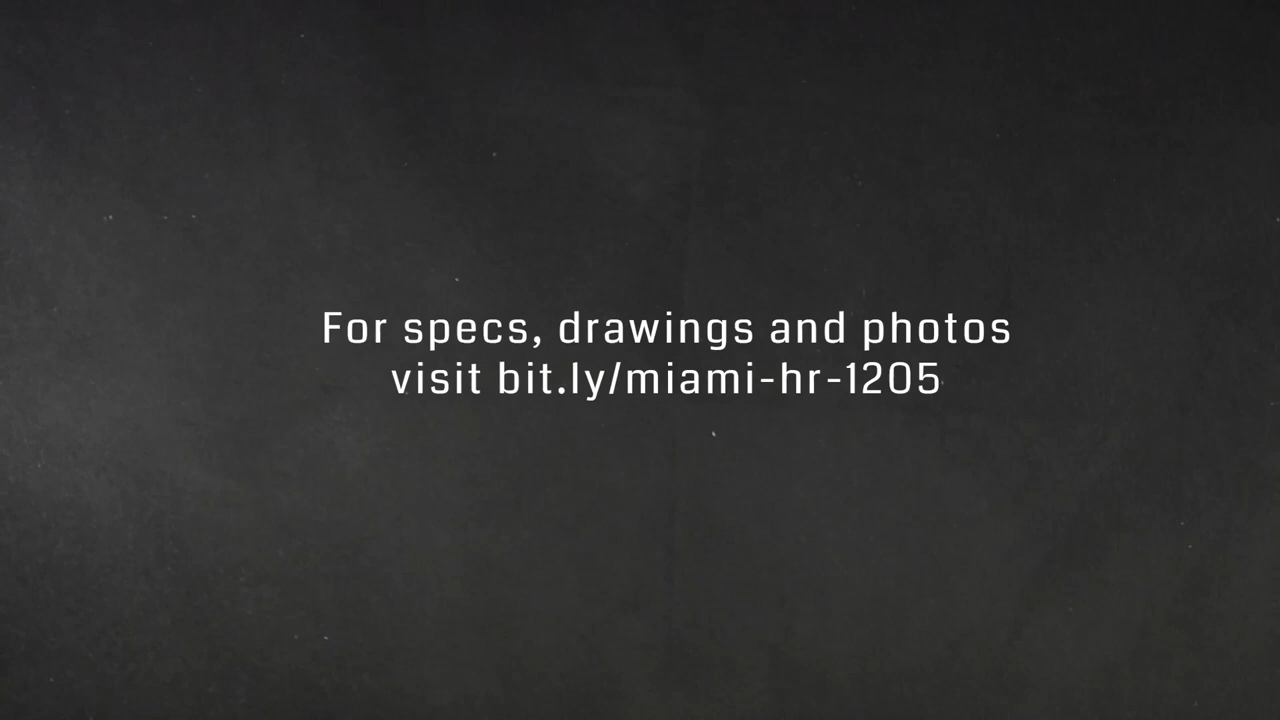 For specs, drawings and photos
visit bit.ly/miami-hr-1205